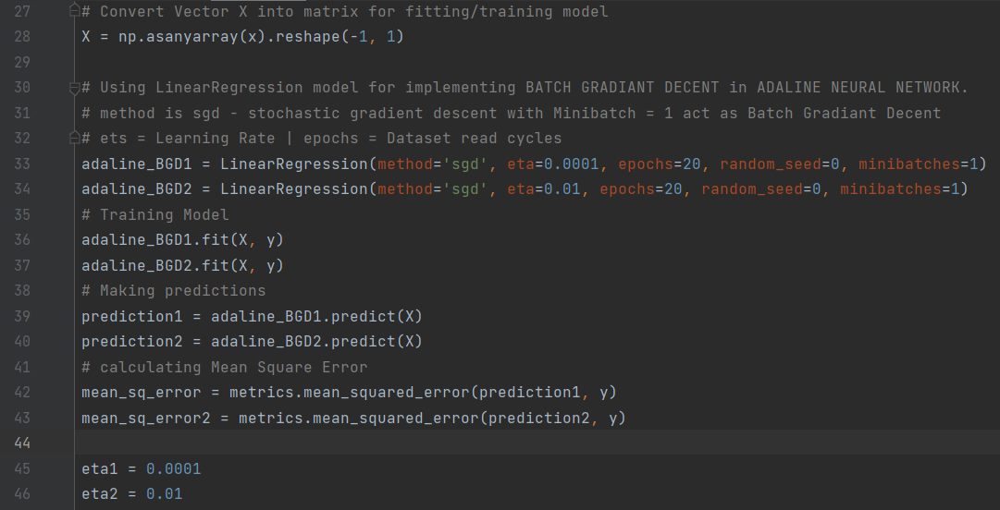 27 # Convert Vector X into matrix for fitting/training model
28 X = np.asanyarray(x).reshape(-1, 1)
29
30 # Using LinearRegression model for implementing BATCH GRADIANT DECENT in ADALINE NEURAL NETWORK.
31 # method is sgd - stochastic gradient descent with Minibatch = 1 act as Batch Gradiant Decent
32 # ets = Learning Rate | epochs = Dataset read cycles
33 adaline_BGD1 = LinearRegression(method='sgd', eta=0.0001, epochs=20, random_seed=0, minibatches=1)
34 adaline_BGD2 = LinearRegression(method='sgd', eta=0.01, epochs=20, random_seed=0, minibatches=1)
35 # Training Model
36 adaline_BGD1.fit(X, y)
37 adaline_BGD2.fit(X, y)
38 # Making predictions
39 prediction1 = adaline_BGD1.predict(X)
40 prediction2 = adaline_BGD2.predict(X)
41 # calculating Mean Square Error
42 mean_sq_error = metrics.mean_squared_error(prediction1, y)
43 mean_sq_error2 = metrics.mean_squared_error(prediction2, y)
44
45 eta1 = 0.0001
46 eta2 = 0.01